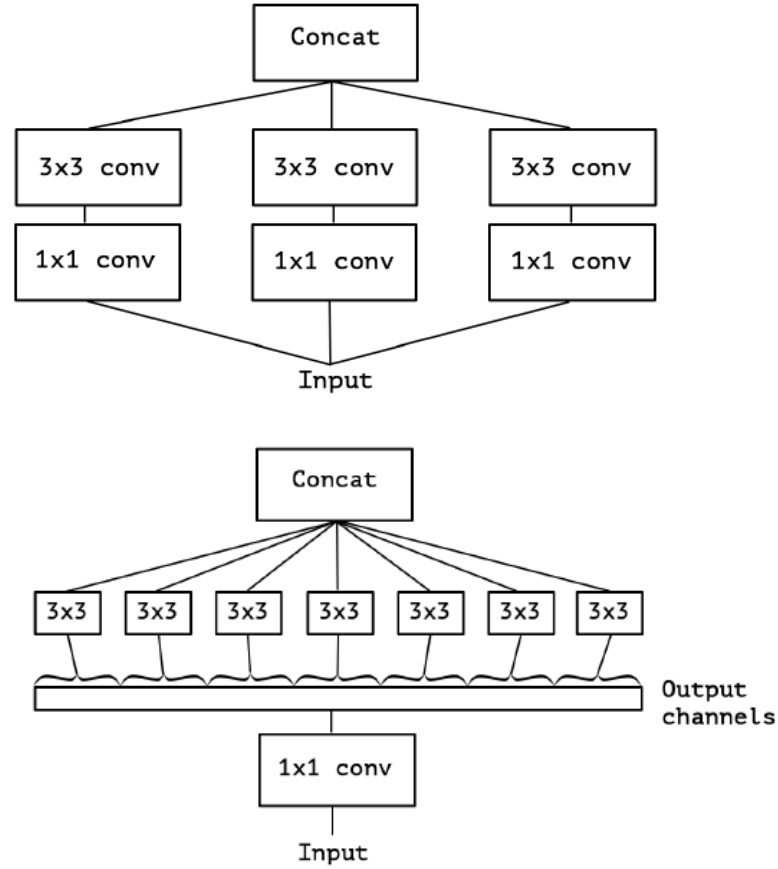 Concat
3x3 conv 3x3 conv 3x3 conv
1x1 conv 1x1 conv 1x1 conv
Input
Concat
3x3 3x3 3x3 3x3 3x3 3x3 3x3
Output
channels
1x1 conv
Input